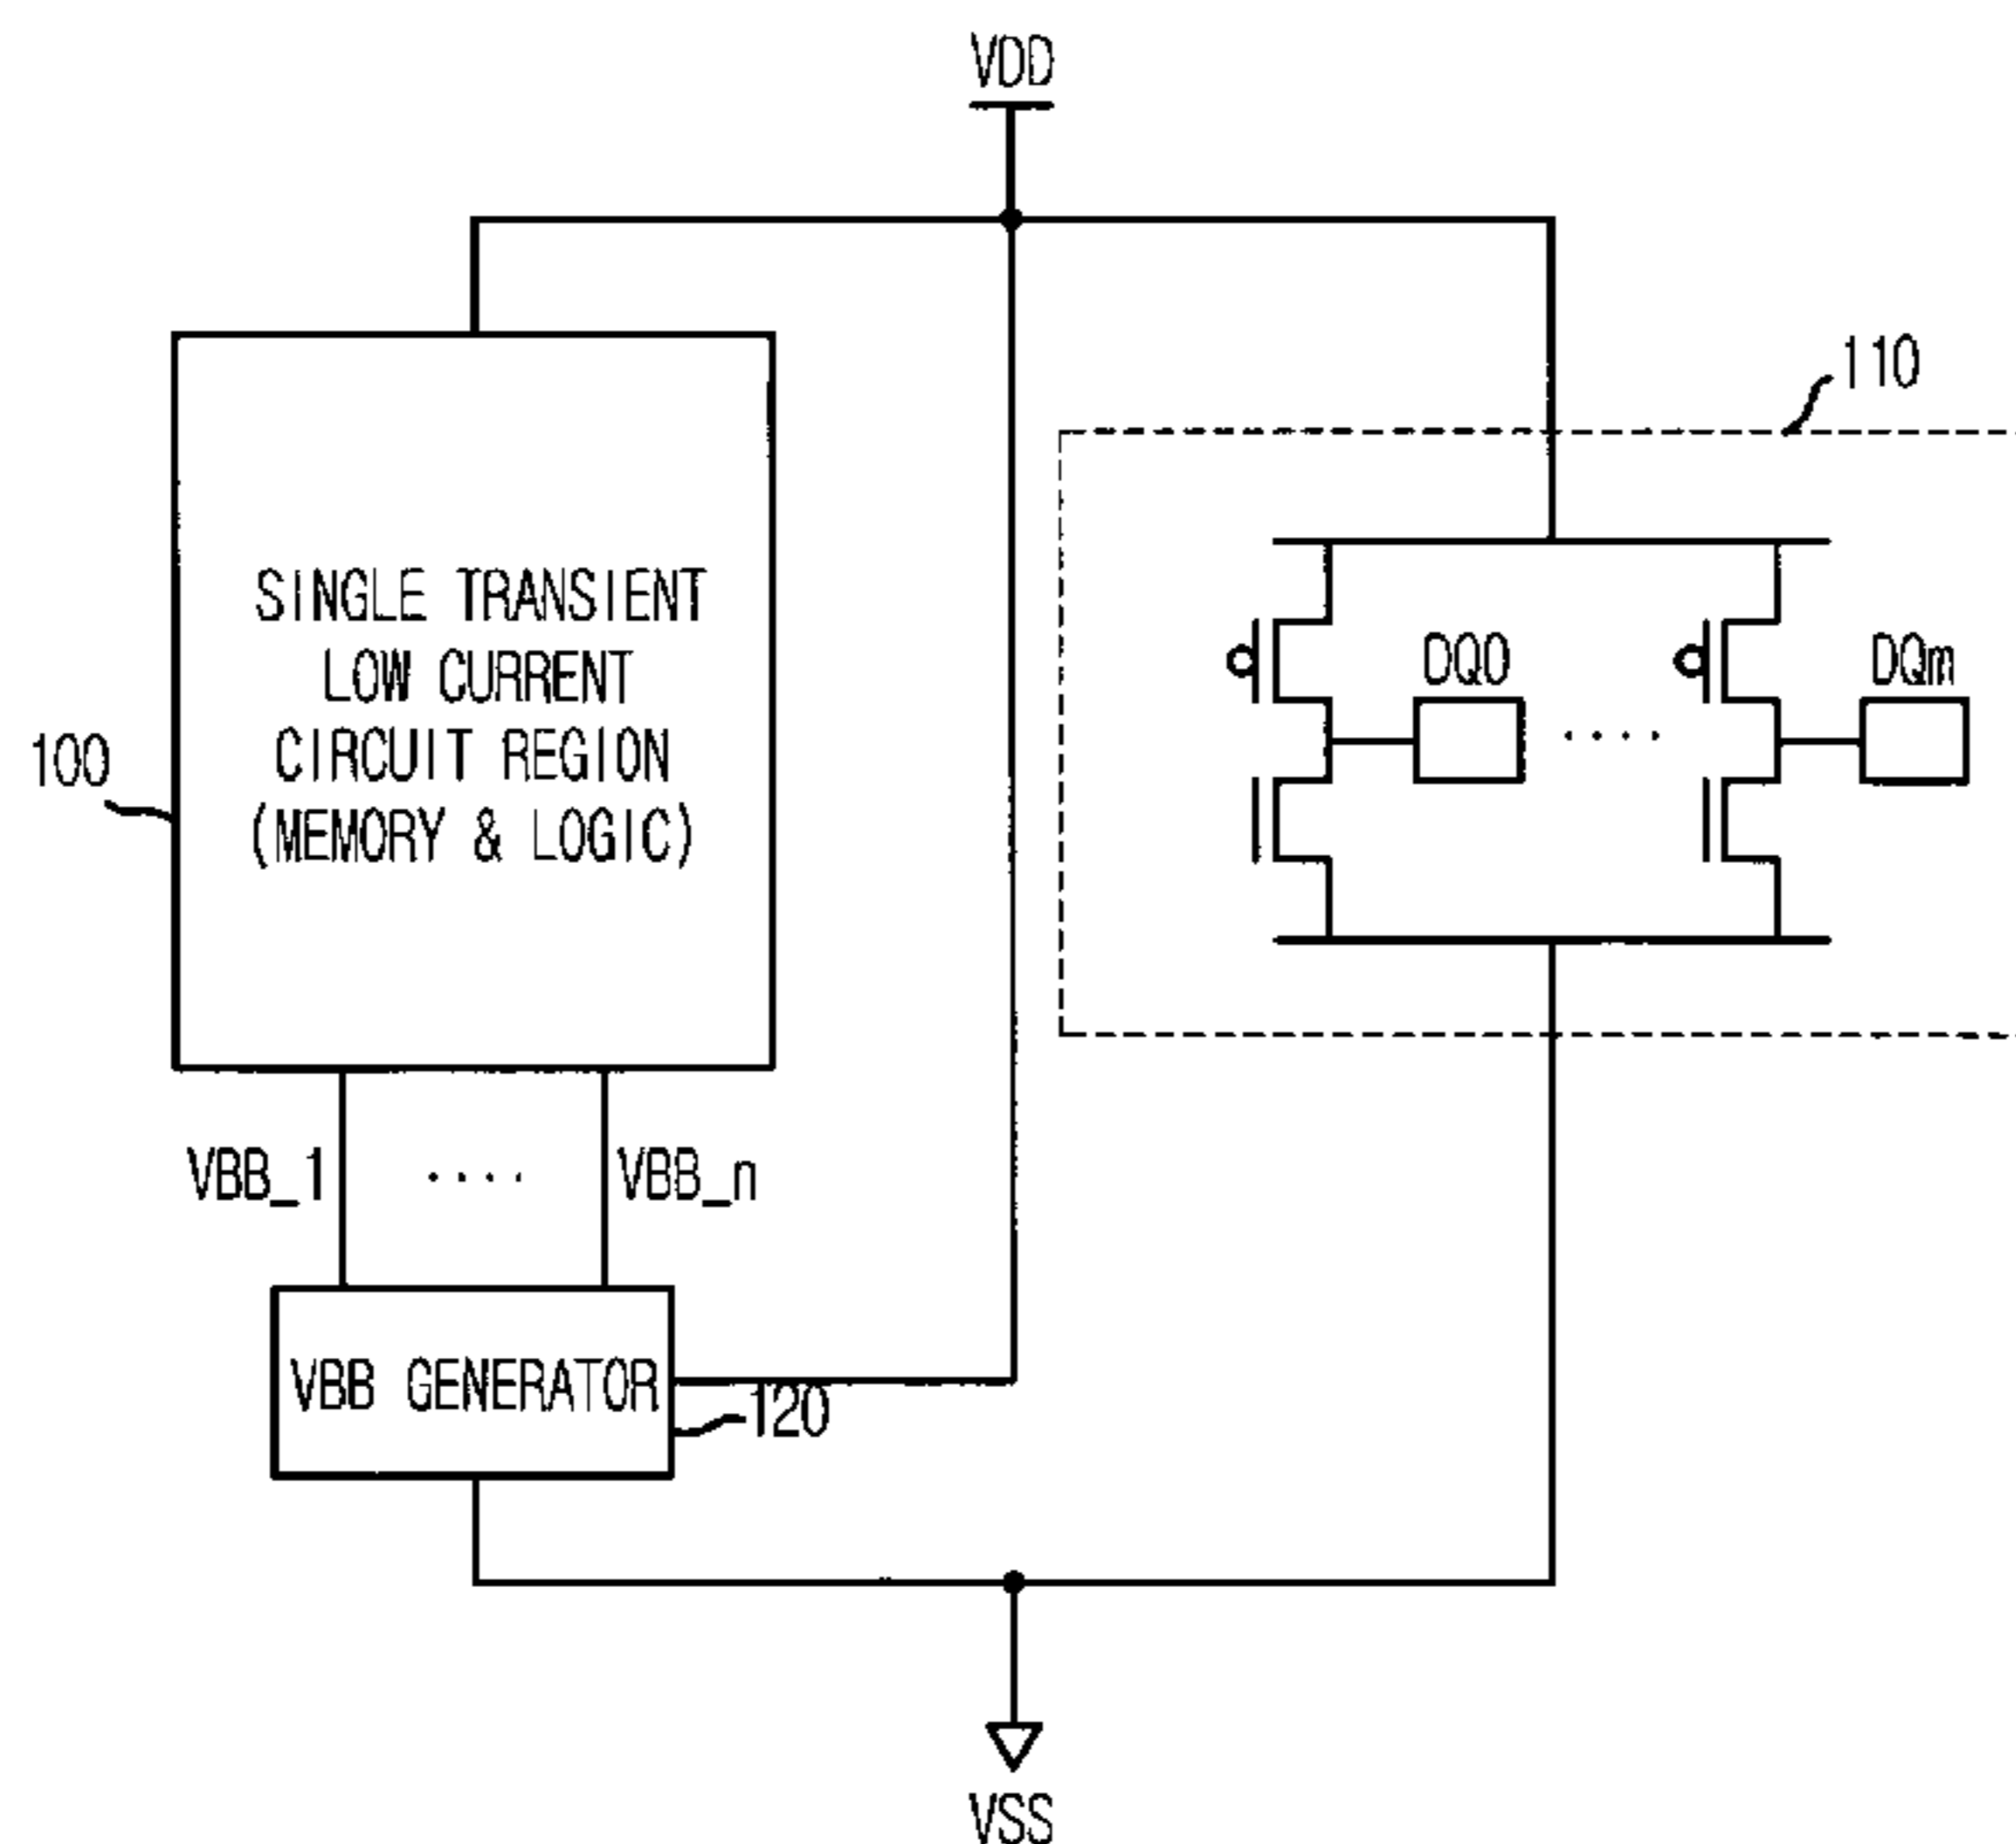 VDD
110
SINGLE TRANSIENT
LOW CURRENT
CIRCUIT REGION
(MEMORY & LOGIC)
100
DQ0
....
DQm
VBB_1
....
VBB_n
VBB GENERATOR
120
VSS